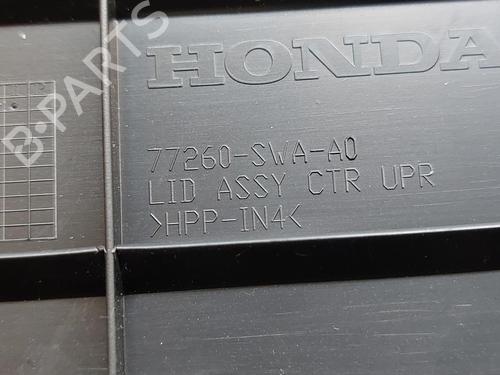 HONDA
B-PARTS
77260-SWA-A0
LID ASSY CTR UPR
>HPP-IN4<